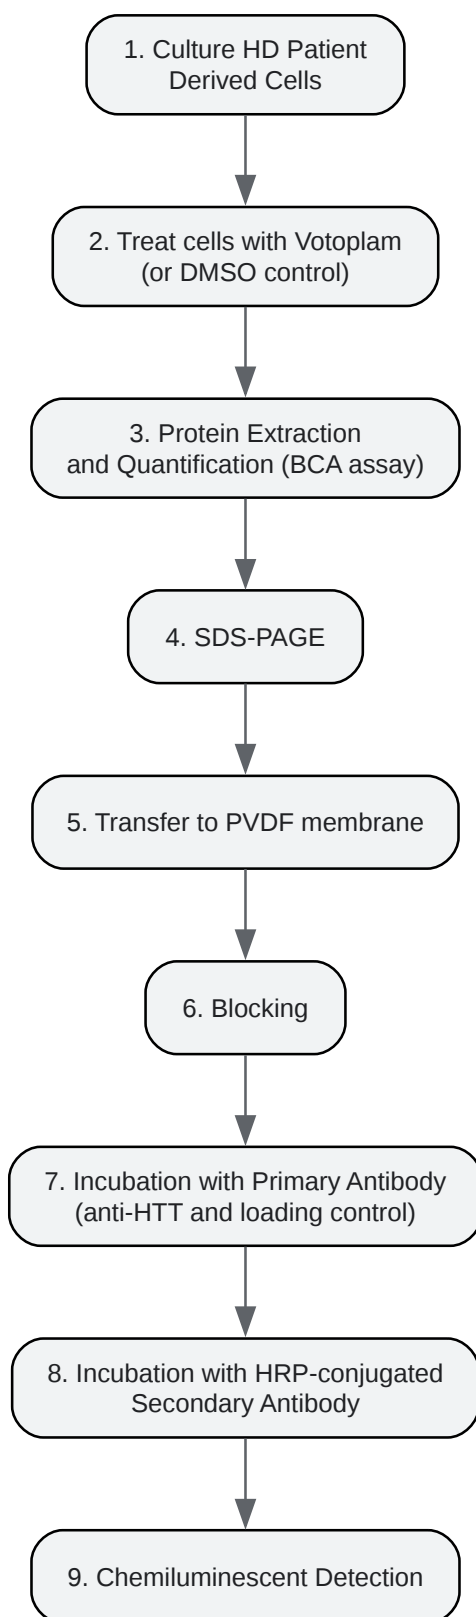 1. Culture HD Patient
Derived Cells
2. Treat cells with Votoplam
(or DMSO control)
3. Protein Extraction
and Quantification (BCA assay)
4. SDS-PAGE
5. Transfer to PVDF membrane
6. Blocking
7. Incubation with Primary Antibody
(anti-HTT and loading control)
8. Incubation with HRP-conjugated
Secondary Antibody
9. Chemiluminescent Detection